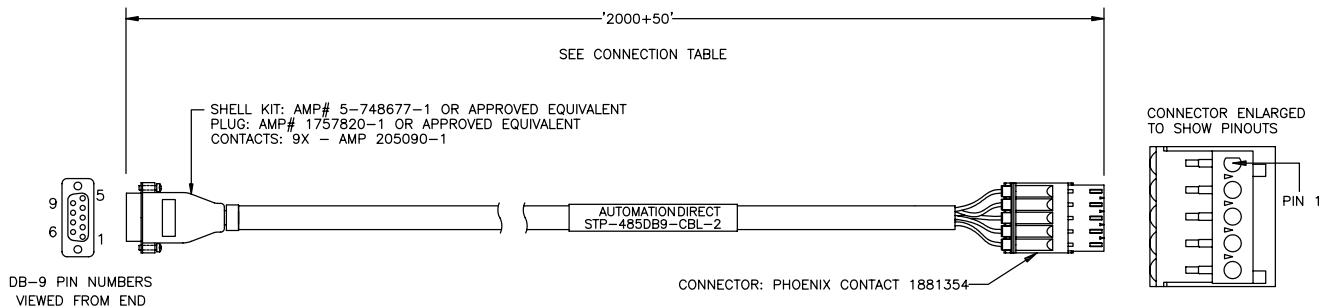 '2000+50'
SEE CONNECTION TABLE
SHELL KIT: AMP# 5-748677-1 OR APPROVED EQUIVALENT
PLUG: AMP# 1757820-1 OR APPROVED EQUIVALENT
CONTACTS: 9X - AMP 205090-1
CONNECTOR ENLARGED
TO SHOW PINOUTS
9
5
6
1
PIN 1
AUTOMATIONDIRECT
STP-485DB9-CBL-2
DB-9 PIN NUMBERS
VIEWED FROM END
CONNECTOR: PHOENIX CONTACT 1881354